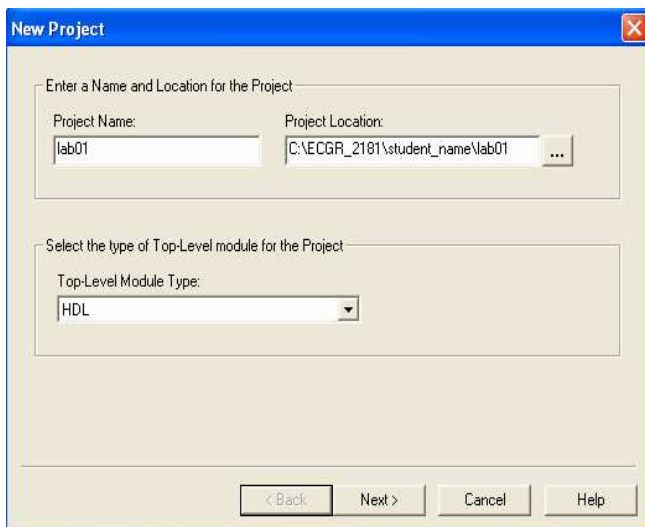 New Project
Enter a Name and Location for the Project
Project Name:
Project Location:
lab01
C:\ECGR_2181\student_name\lab01
...
Select the type of Top-Level module for the Project
Top-Level Module Type:
HDL
< Back
Next >
Cancel
Help